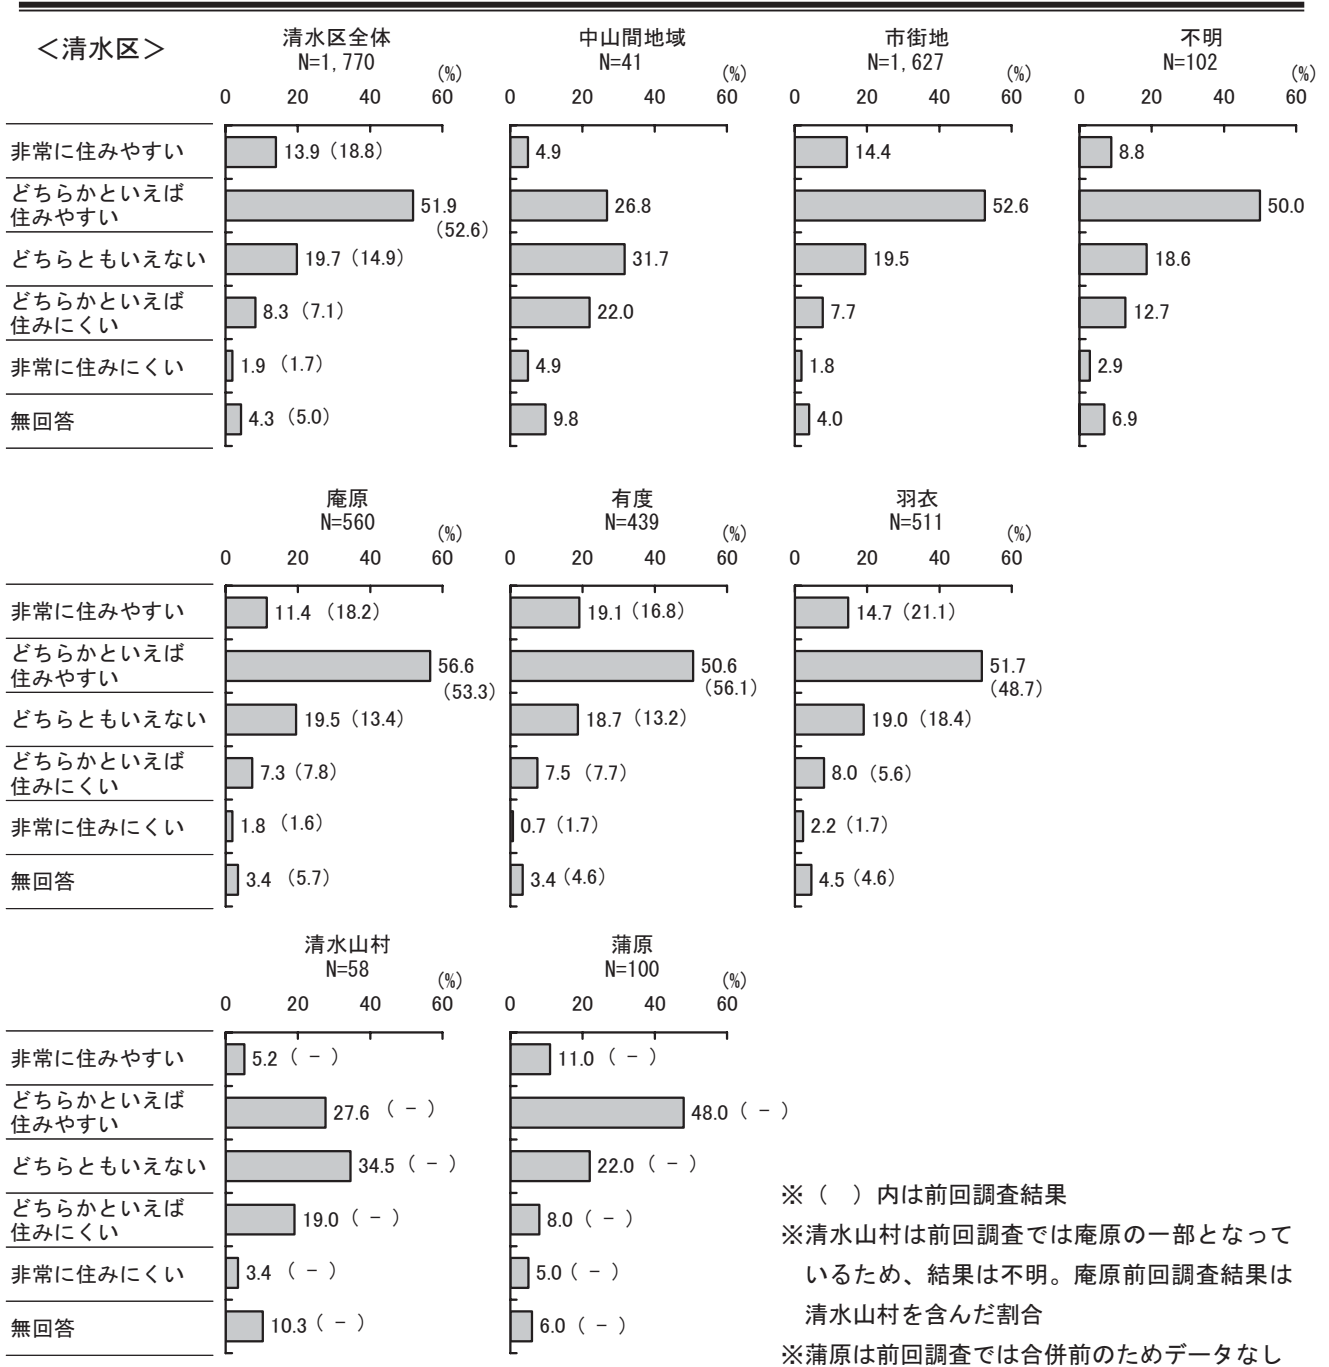 ＜清水区＞
清水区全体
N=1,770
(%)
0 20 40 60
中山間地域
N=41
0 20 40 60
市街地
N=1,627
(%)
0 20 40 60
不明
N=102
(%)
0 20 40 60
非常に住みやすい
13.9（18.8）
4.9
14.4
8.8
どちらかといえば
住みやすい
51.9
（52.6）
26.8
52.6
50.0
どちらともいえない
19.7（14.9）
31.7
19.5
18.6
どちらかといえば
住みにくい
8.3（7.1）
22.0
7.7
12.7
非常に住みにくい
1.9（1.7）
4.9
1.8
2.9
無回答
4.3（5.0）
9.8
4.0
6.9
庵原
N=560
(%)
0 20 40 60
有度
N=439
(%)
0 20 40 60
羽衣
N=511
(%)
0 20 40 60
非常に住みやすい
11.4（18.2）
19.1（16.8）
14.7（21.1）
どちらかといえば
住みやすい
56.6
（53.3）
50.6
（56.1）
51.7
（48.7）
どちらともいえない
19.5（13.4）
18.7（13.2）
19.0（18.4）
どちらかといえば
住みにくい
7.3（7.8）
7.5（7.7）
8.0（5.6）
非常に住みにくい
1.8（1.6）
0.7（1.7）
2.2（1.7）
無回答
3.4（5.7）
3.4（4.6）
4.5（4.6）
清水山村
N=58
(%)
0 20 40 60
蒲原
N=100
(%)
0 20 40 60
非常に住みやすい
5.2（－）
11.0（－）
どちらかといえば
住みやすい
27.6（－）
48.0（－）
どちらともいえない
34.5（－）
22.0（－）
どちらかといえば
住みにくい
19.0（－）
8.0（－）
非常に住みにくい
3.4（－）
5.0（－）
無回答
10.3（－）
6.0（－）
※（　）内は前回調査結果
※清水山村は前回調査では庵原の一部となって
いるため、結果は不明。庵原前回調査結果は
清水山村を含んだ割合
※蒲原は前回調査では合併前のためデータなし